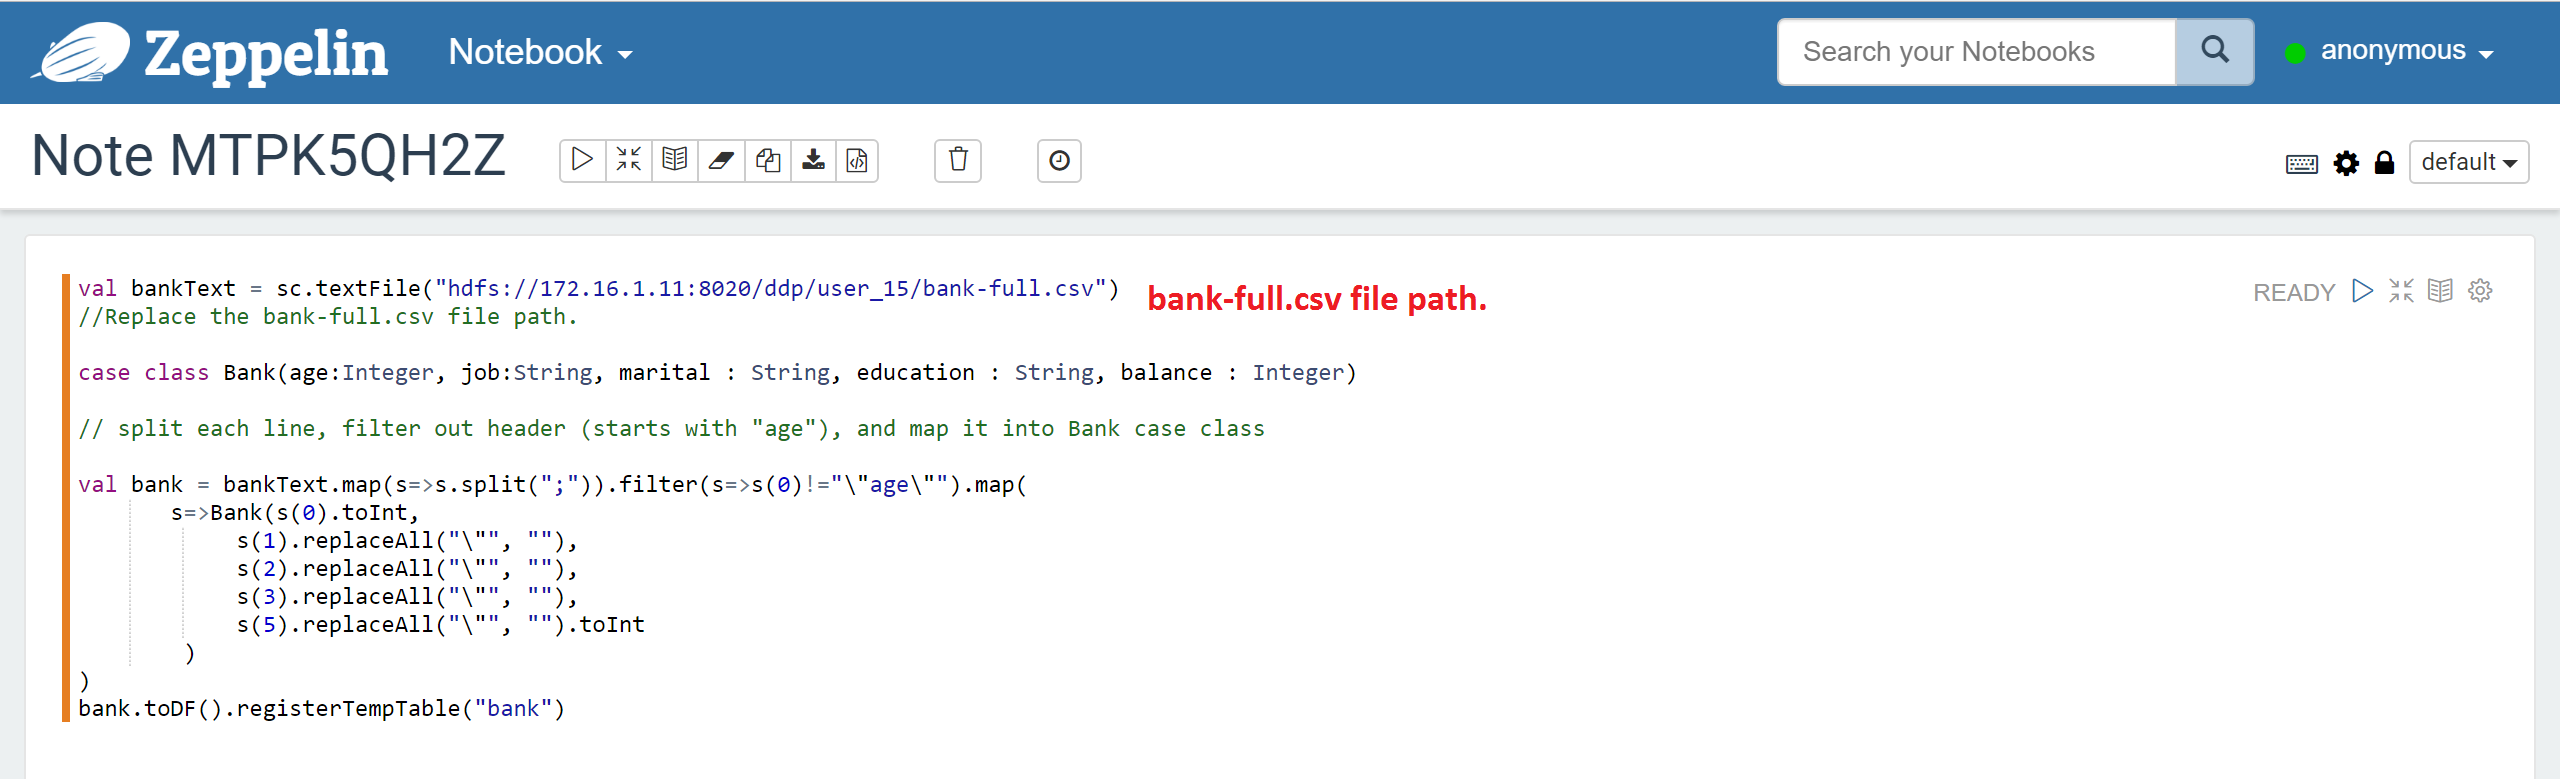 Zeppelin Notebook Search your Notebooks anonymous
Note MTPK5QH2Z default
val bankText = sc.textFile("hdfs://172.16.1.11:8020/ddp/user_15/bank-full.csv") bank-full.csv file path. READY
//Replace the bank-full.csv file path.
case class Bank(age:Integer, job:String, marital : String, education : String, balance : Integer)
// split each line, filter out header (starts with "age"), and map it into Bank case class
val bank = bankText.map(s=>s.split(";")).filter(s=>s(0)!="\"age\"").map(
s=>Bank(s(0).toInt,
s(1).replaceAll("\"", ""),
s(2).replaceAll("\"", ""),
s(3).replaceAll("\"", ""),
s(5).replaceAll("\"", "").toInt
)
)
bank.toDF().registerTempTable("bank")